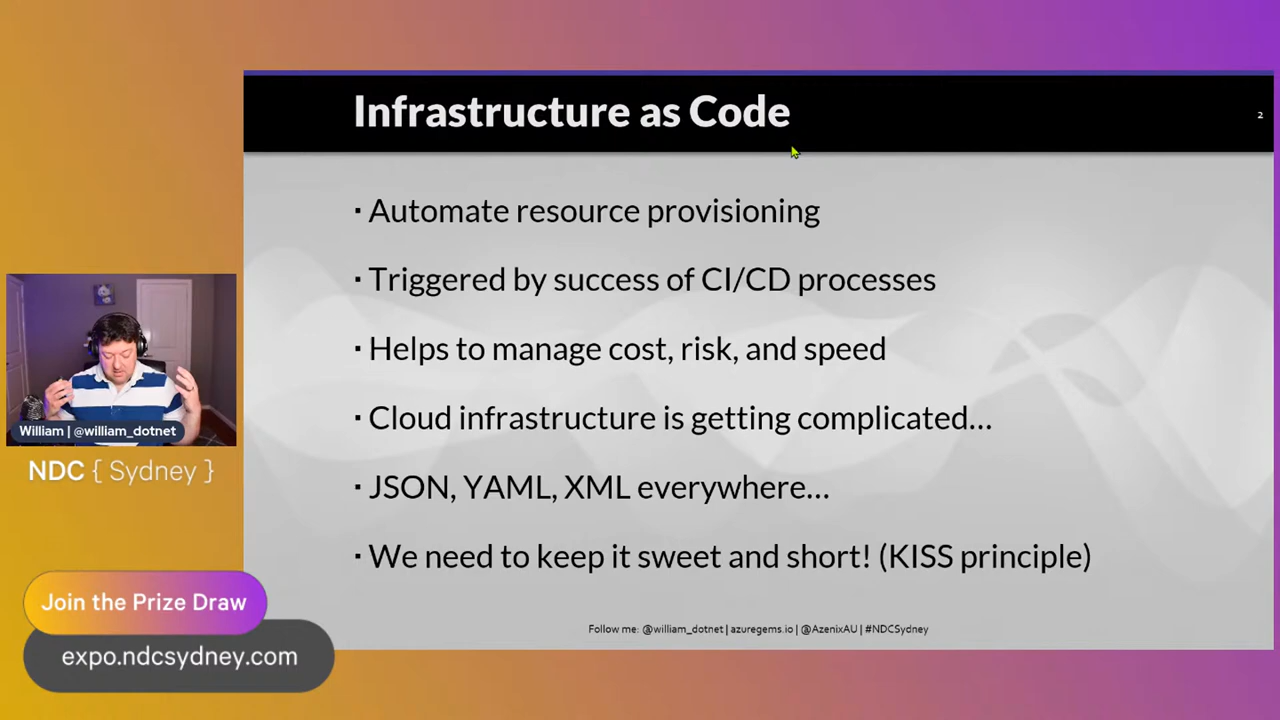 Infrastructure as Code
2
▪ Automate resource provisioning
▪ Triggered by success of CI/CD processes
▪ Helps to manage cost, risk, and speed
▪ Cloud infrastructure is getting complicated...
▪ JSON, YAML, XML everywhere...
▪ We need to keep it sweet and short! (KISS principle)
Follow me: @william_dotnet | azuregems.io | @AzenixAU | #NDCSydney
William | @william_dotnet
NDC { Sydney }
Join the Prize Draw
expo.ndcsydney.com